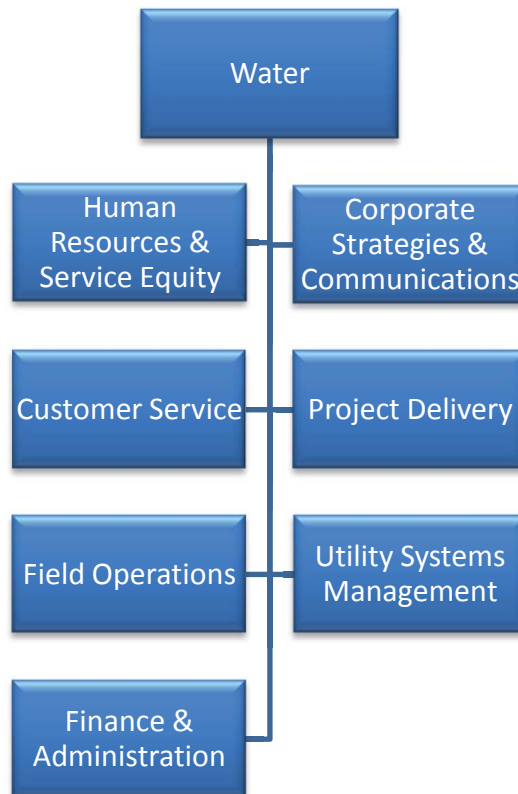 Water
Human
Resources &
Service Equity
Corporate
Strategies &
Communications
Customer Service
Project Delivery
Field Operations
Utility Systems
Management
Finance &
Administration